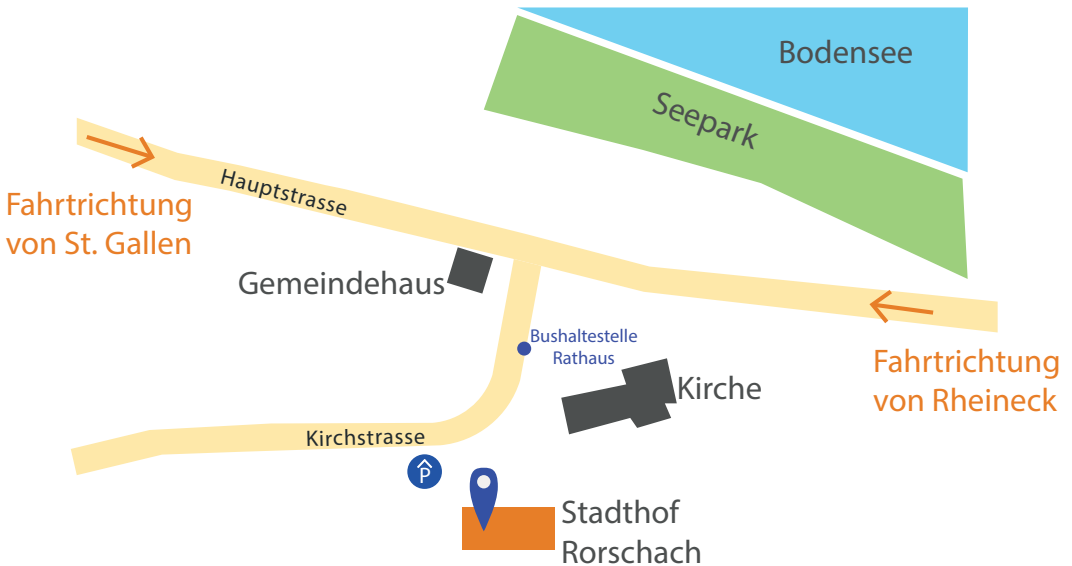 Bodensee
Seepark
Hauptstrasse
Fahrtrichtung
von St. Gallen
Gemeindehaus
Bushaltestelle
Rathaus
Fahrtrichtung
von Rheineck
Kirche
Kirchstrasse
P
Stadthof
Rorschach